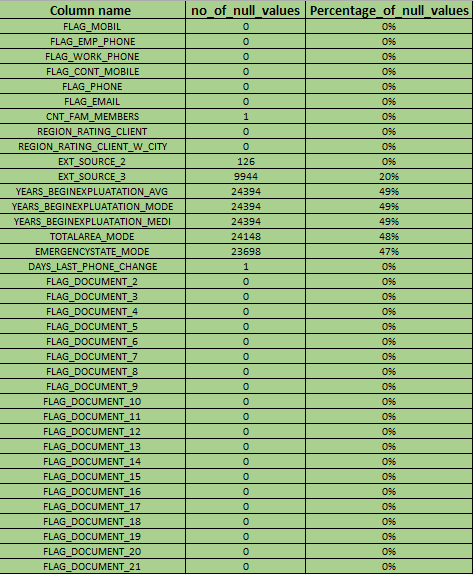 Column name no_of_null_values Percentage_of_null_values
FLAG_MOBIL 0 0%
FLAG_EMP_PHONE 0 0%
FLAG_WORK_PHONE 0 0%
FLAG_CONT_MOBILE 0 0%
FLAG_PHONE 0 0%
FLAG_EMAIL 0 0%
CNT_FAM_MEMBERS 1 0%
REGION_RATING_CLIENT 0 0%
REGION_RATING_CLIENT_W_CITY 0 0%
EXT_SOURCE_2 126 0%
EXT_SOURCE_3 9944 20%
YEARS_BEGINEXPLUATATION_AVG 24394 49%
YEARS_BEGINEXPLUATATION_MODE 24394 49%
YEARS_BEGINEXPLUATATION_MEDI 24394 49%
TOTALAREA_MODE 24148 48%
EMERGENCYSTATE_MODE 23698 47%
DAYS_LAST_PHONE_CHANGE 1 0%
FLAG_DOCUMENT_2 0 0%
FLAG_DOCUMENT_3 0 0%
FLAG_DOCUMENT_4 0 0%
FLAG_DOCUMENT_5 0 0%
FLAG_DOCUMENT_6 0 0%
FLAG_DOCUMENT_7 0 0%
FLAG_DOCUMENT_8 0 0%
FLAG_DOCUMENT_9 0 0%
FLAG_DOCUMENT_10 0 0%
FLAG_DOCUMENT_11 0 0%
FLAG_DOCUMENT_12 0 0%
FLAG_DOCUMENT_13 0 0%
FLAG_DOCUMENT_14 0 0%
FLAG_DOCUMENT_15 0 0%
FLAG_DOCUMENT_16 0 0%
FLAG_DOCUMENT_17 0 0%
FLAG_DOCUMENT_18 0 0%
FLAG_DOCUMENT_19 0 0%
FLAG_DOCUMENT_20 0 0%
FLAG_DOCUMENT_21 0 0%